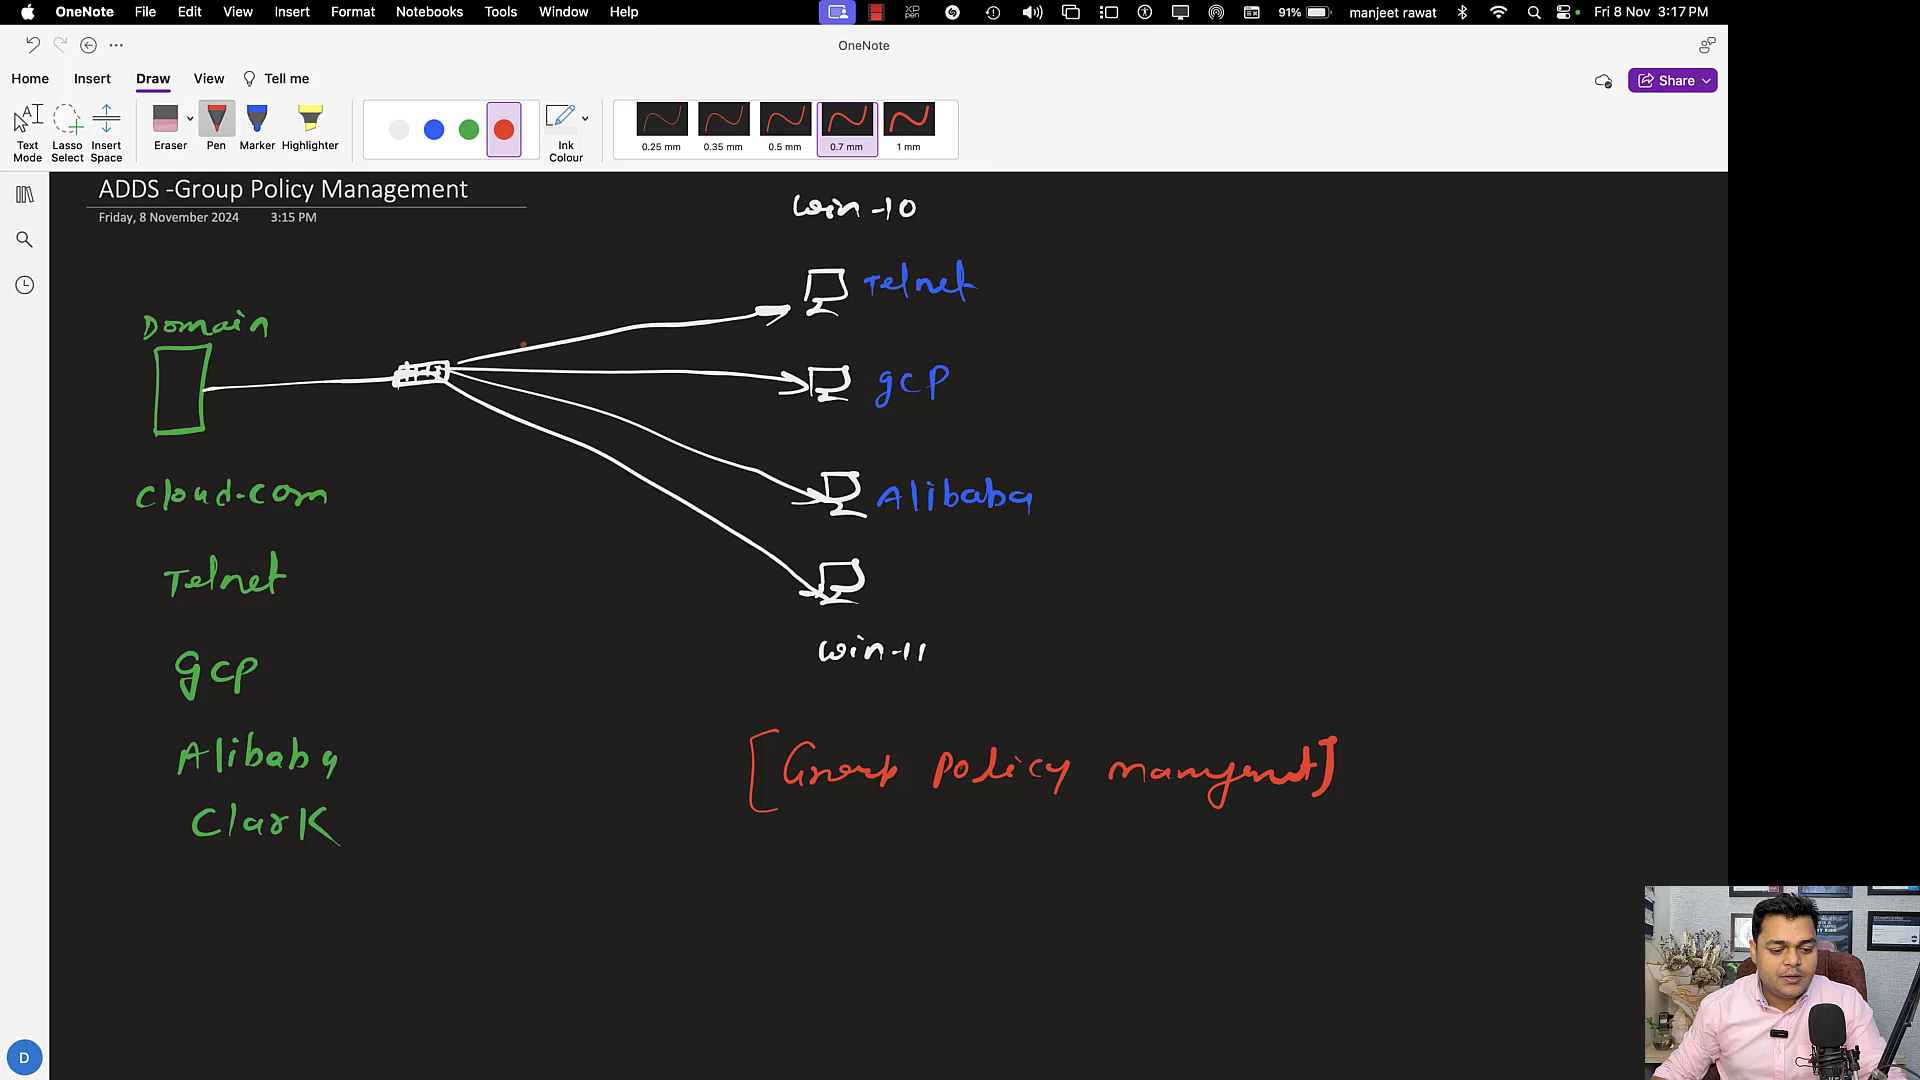 OneNote File Edit View Insert Format Notebooks Tools Window Help 91% manjeet rawat Fri 8 Nov 3:17 PM
OneNote
Home Insert Draw View Tell me Share
Text Mode Lasso Select Insert Space Eraser Pen Marker Highlighter Ink Colour 0.25 mm 0.35 mm 0.5 mm 0.7 mm 1 mm
ADDS -Group Policy Management
Friday, 8 November 2024 3:15 PM
win-10
Telnet
Domain
gcp
cloud.com
Alibaba
Telnet
win-11
gcp
Alibaba
[Group policy management]
Clark
D